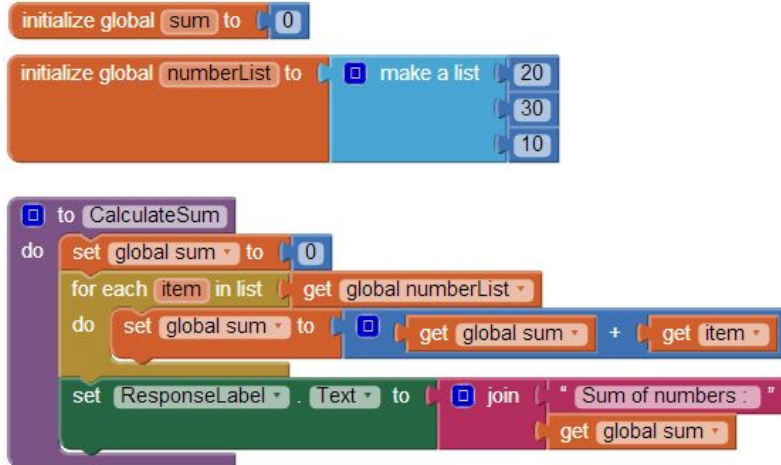 initialize global sum to 0
initialize global numberList to make a list 20
30
10
to CalculateSum
do set global sum to 0
for each item in list get global numberList
do set global sum to get global sum + get item
set ResponseLabel . Text to join " Sum of numbers : "
get global sum